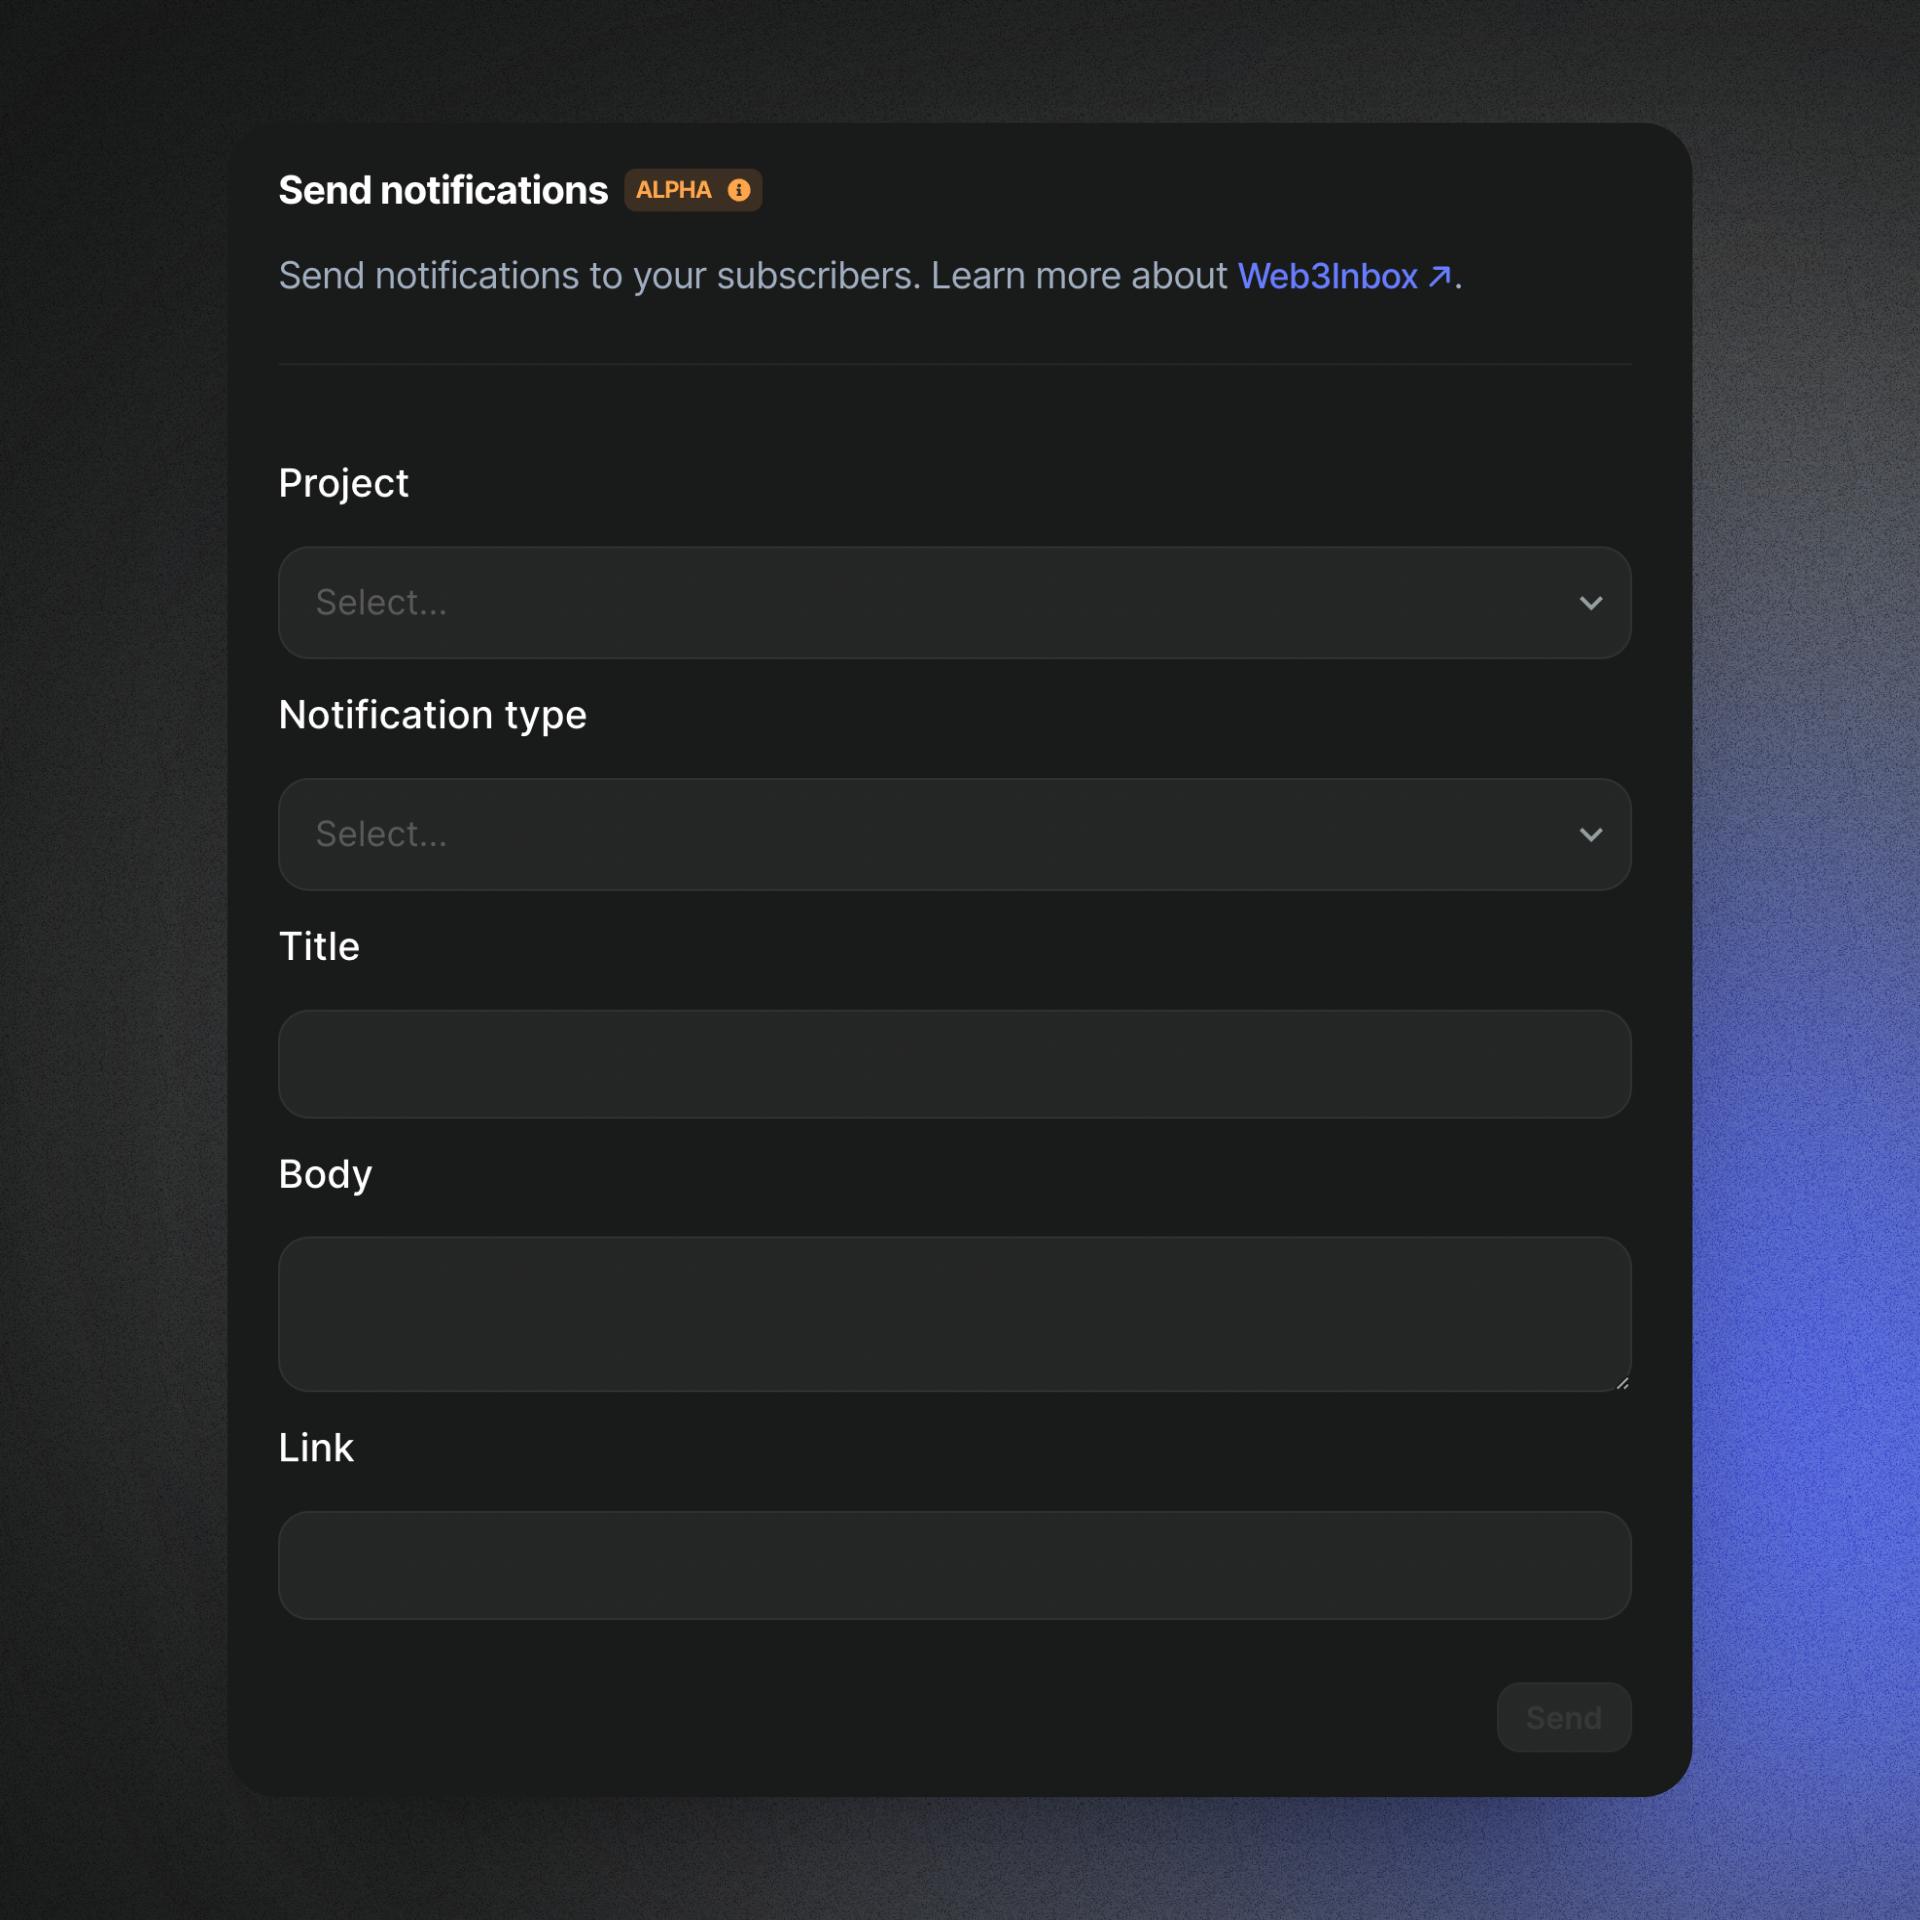 Send notifications ALPHA
Send notifications to your subscribers. Learn more about Web3Inbox ↗.
Project
Select...
Notification type
Select...
Title
Body
Link
Send